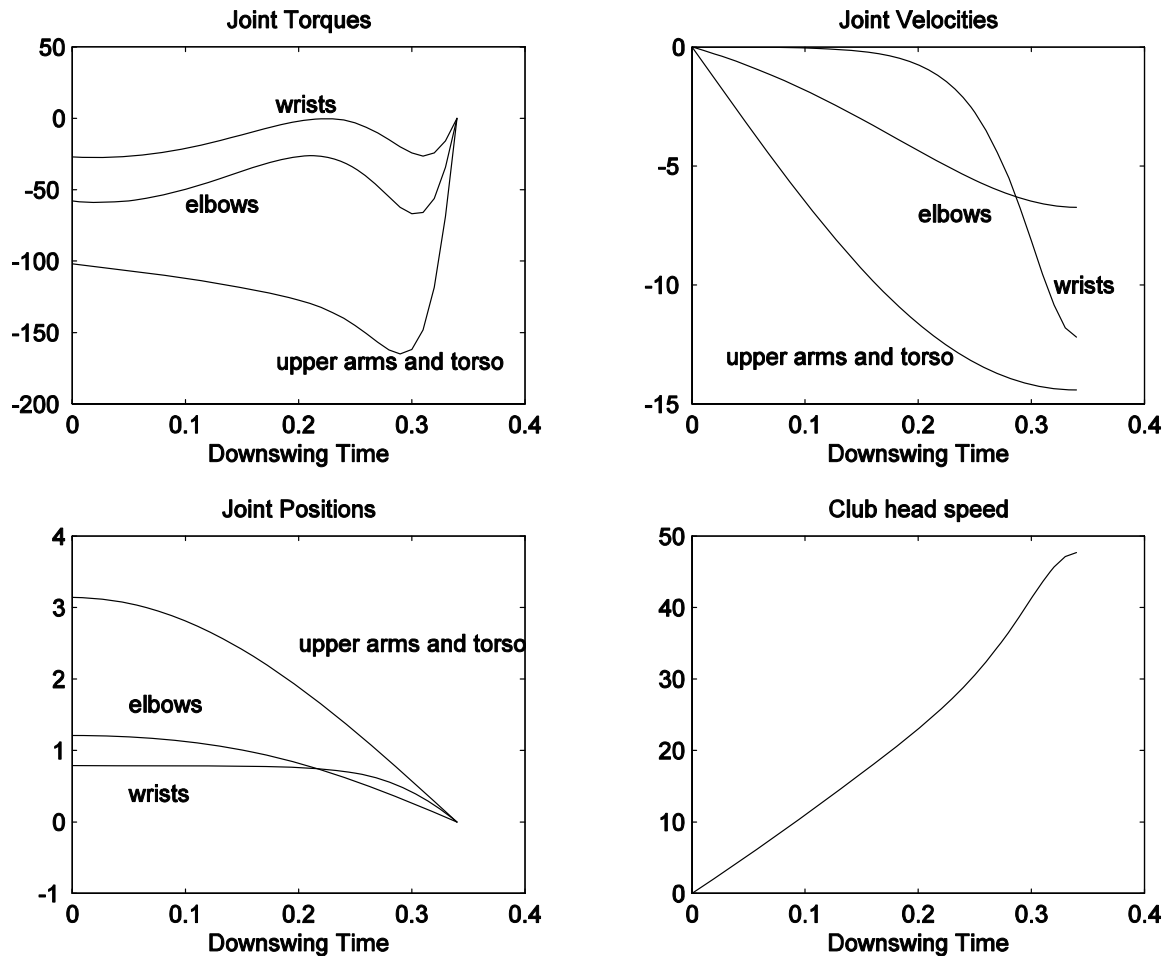 Joint Torques
50
0
-50
-100
-150
-200
wrists
elbows
upper arms and torso
0
0.1
0.2
0.3
0.4
Downswing Time
Joint Velocities
0
-5
-10
-15
elbows
wrists
upper arms and torso
0
0.1
0.2
0.3
0.4
Downswing Time
Joint Positions
4
3
2
1
0
-1
upper arms and torso
elbows
wrists
0
0.1
0.2
0.3
0.4
Downswing Time
Club head speed
50
40
30
20
10
0
0
0.1
0.2
0.3
0.4
Downswing Time